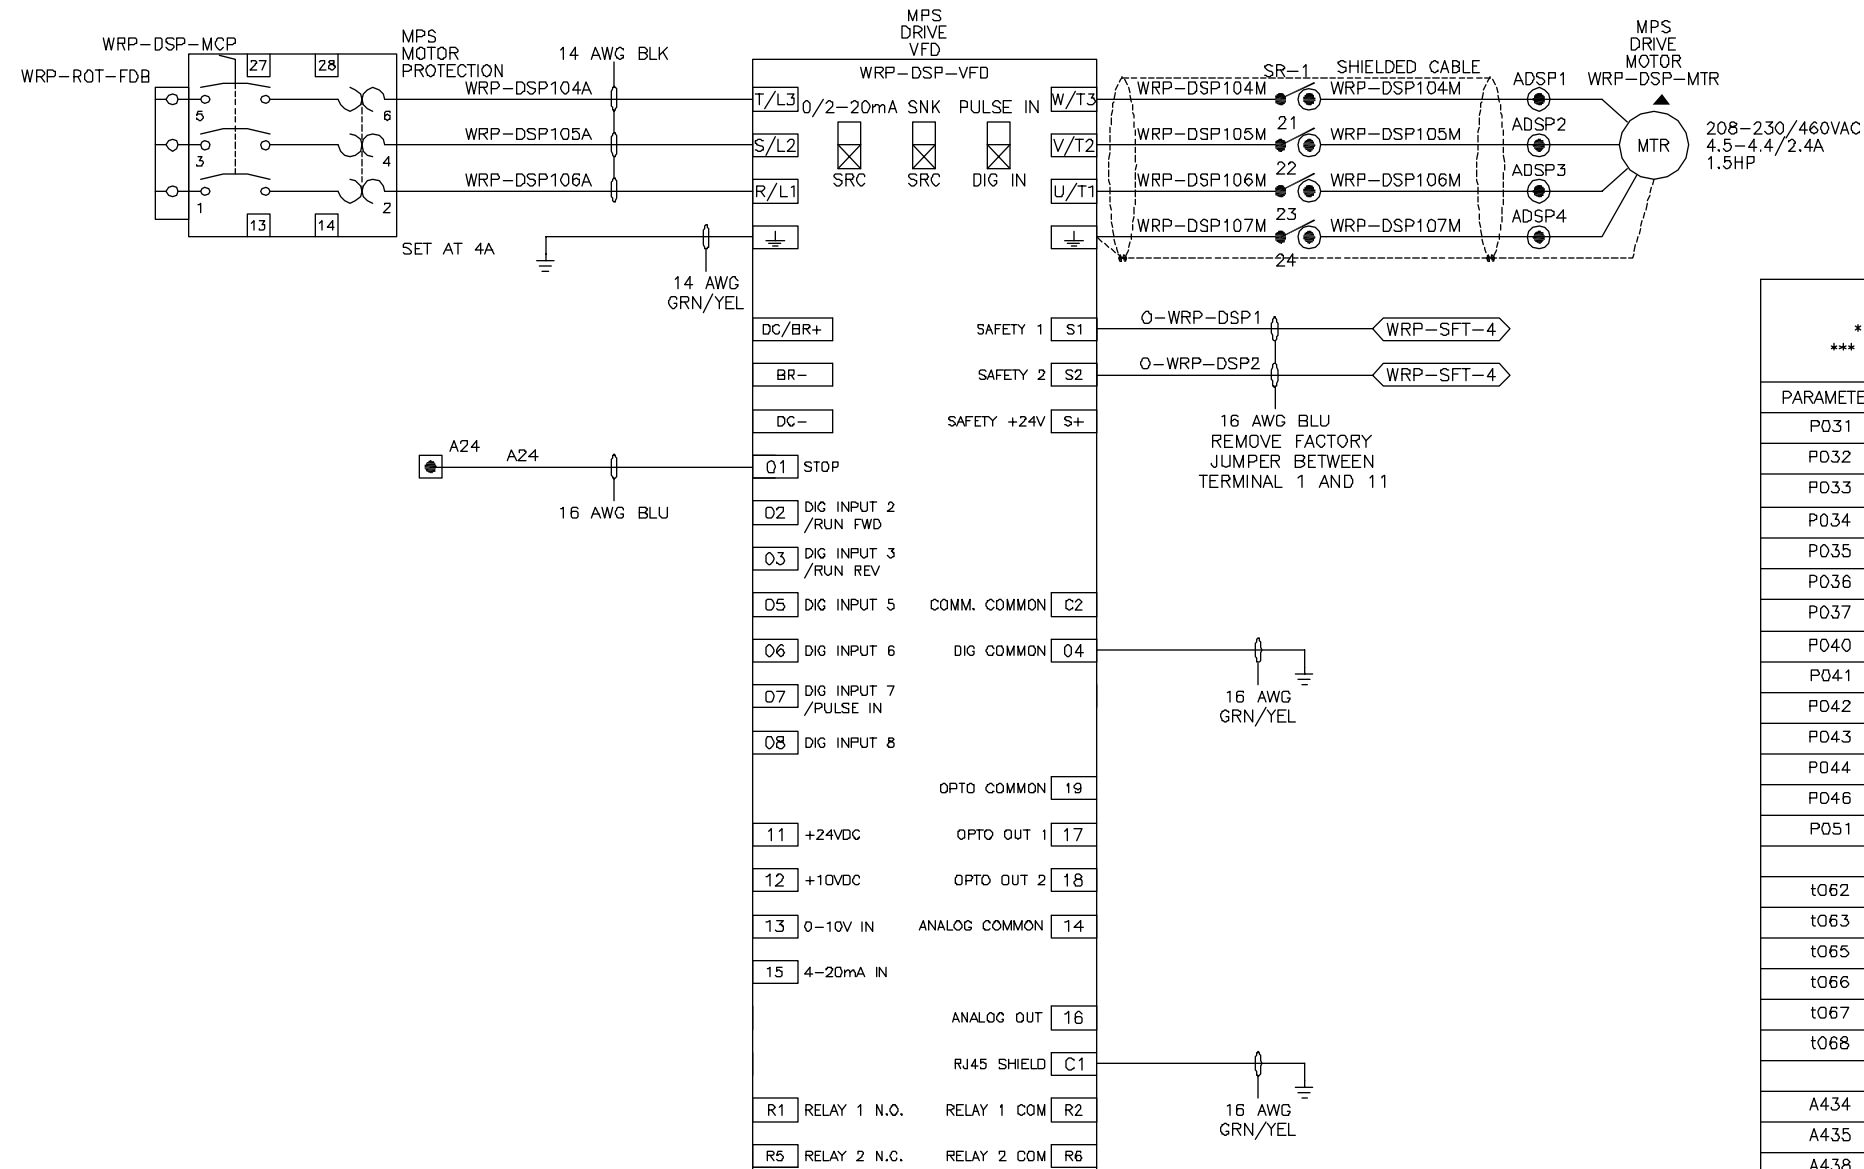 WRP-DSP-MCP
WRP-ROT-FDB
27
28
5
6
3
4
1
2
13
14
MPS
MOTOR
PROTECTION
SET AT 4A
14 AWG BLK
WRP-DSP104A
WRP-DSP105A
WRP-DSP106A
14 AWG
GRN/YEL
MPS
DRIVE
VFD
WRP-DSP-VFD
T/L3
S/L2
R/L1
0/2-20mA
SNK
PULSE IN
SRC
SRC
DIG IN
W/T3
V/T2
U/T1
WRP-DSP104M
SR-1
SHIELDED CABLE
WRP-DSP104M
ADSP1
21
WRP-DSP105M
WRP-DSP105M
ADSP2
22
WRP-DSP106M
WRP-DSP106M
ADSP3
23
WRP-DSP107M
WRP-DSP107M
ADSP4
24
MPS
DRIVE
MOTOR
WRP-DSP-MTR
MTR
208-230/460VAC
4.5-4.4/2.4A
1.5HP
DC/BR+
BR-
DC-
SAFETY 1 S1
SAFETY 2 S2
SAFETY +24V S+
O-WRP-DSP1
WRP-SFT-4
O-WRP-DSP2
WRP-SFT-4
16 AWG BLU
REMOVE FACTORY
JUMPER BETWEEN
TERMINAL 1 AND 11
A24
A24
16 AWG BLU
01 STOP
02 DIG INPUT 2
/RUN FWD
03 DIG INPUT 3
/RUN REV
05 DIG INPUT 5
COMM. COMMON C2
06 DIG INPUT 6
DIG COMMON 04
16 AWG
GRN/YEL
07 DIG INPUT 7
/PULSE IN
08 DIG INPUT 8
OPTO COMMON 19
11 +24VDC
OPTO OUT 1 17
12 +10VDC
OPTO OUT 2 18
13 0-10V IN
ANALOG COMMON 14
15 4-20mA IN
ANALOG OUT 16
RJ45 SHIELD C1
16 AWG
GRN/YEL
R1 RELAY 1 N.O.
RELAY 1 COM R2
R5 RELAY 2 N.C.
RELAY 2 COM R6
*
***
PARAMETE
P031
P032
P033
P034
P035
P036
P037
P040
P041
P042
P043
P044
P046
P051
t062
t063
t065
t066
t067
t068
A434
A435
A438